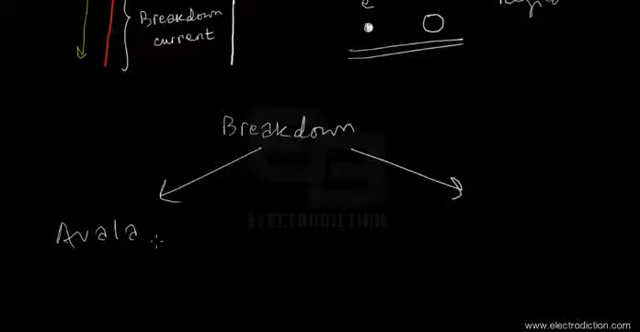 Breakdown
current
e
Breakdown
ELECTRODICTION
Avala
www.electrodiction.com